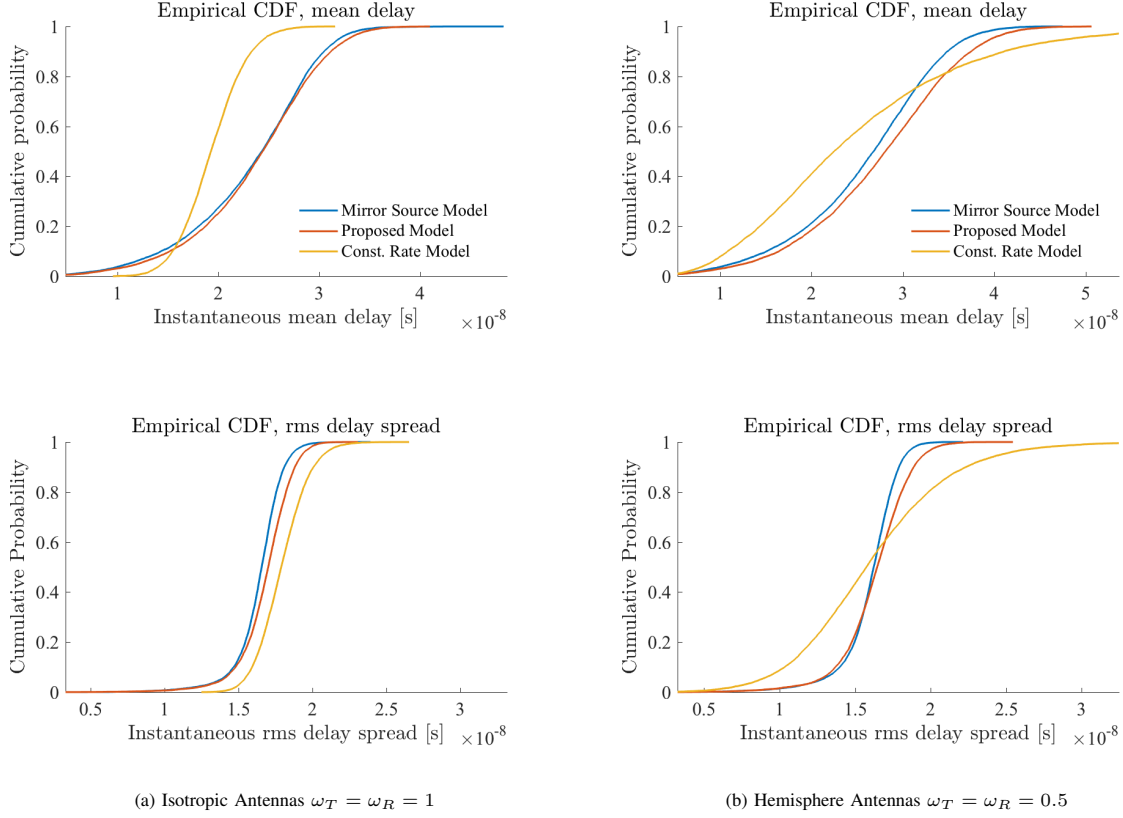 Empirical CDF, mean delay
Cumulative probability
1
0.8
0.6
0.4
0.2
0
Mirror Source Model
Proposed Model
Const. Rate Model
1 2 3 4
Instantaneous mean delay [s]
×10-8
Empirical CDF, mean delay
Cumulative probability
1
0.8
0.6
0.4
0.2
0
Mirror Source Model
Proposed Model
Const. Rate Model
1 2 3 4 5
Instantaneous mean delay [s]
×10-8
Empirical CDF, rms delay spread
Cumulative Probability
1
0.8
0.6
0.4
0.2
0
0.5 1 1.5 2 2.5 3
Instantaneous rms delay spread [s]
×10-8
(a) Isotropic Antennas ωT = ωR = 1
Empirical CDF, rms delay spread
Cumulative Probability
1
0.8
0.6
0.4
0.2
0
0.5 1 1.5 2 2.5 3
Instantaneous rms delay spread [s]
×10-8
(b) Hemisphere Antennas ωT = ωR = 0.5